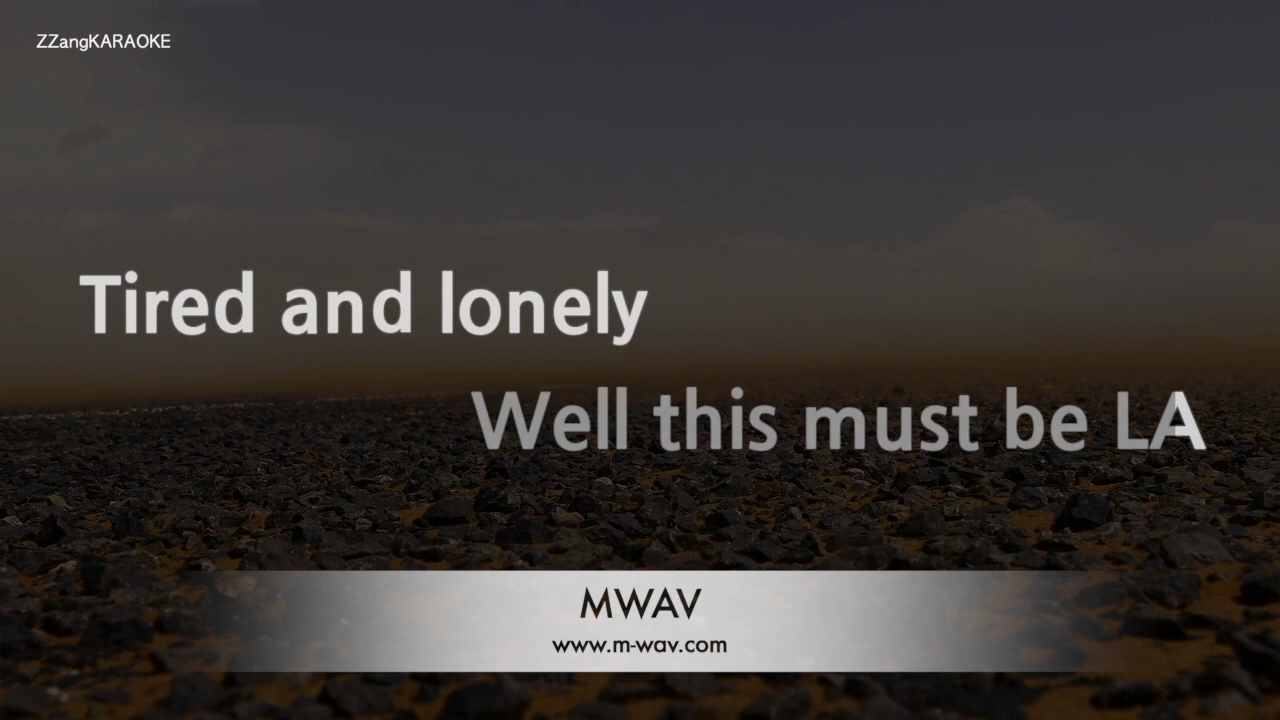 ZZangKARAOKE
Tired and lonely
Well this must be LA
MWAV
www.m-wav.com